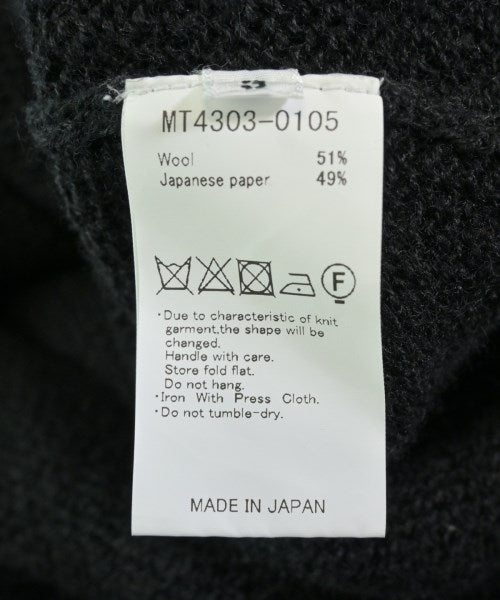 MT4303-0105
Wool 51%
Japanese paper 49%
F
・Due to characteristic of knit
garment,the shape will be
changed.
Handle with care.
Store fold flat.
Do not hang.
・Iron With Press Cloth.
・Do not tumble-dry.
MADE IN JAPAN